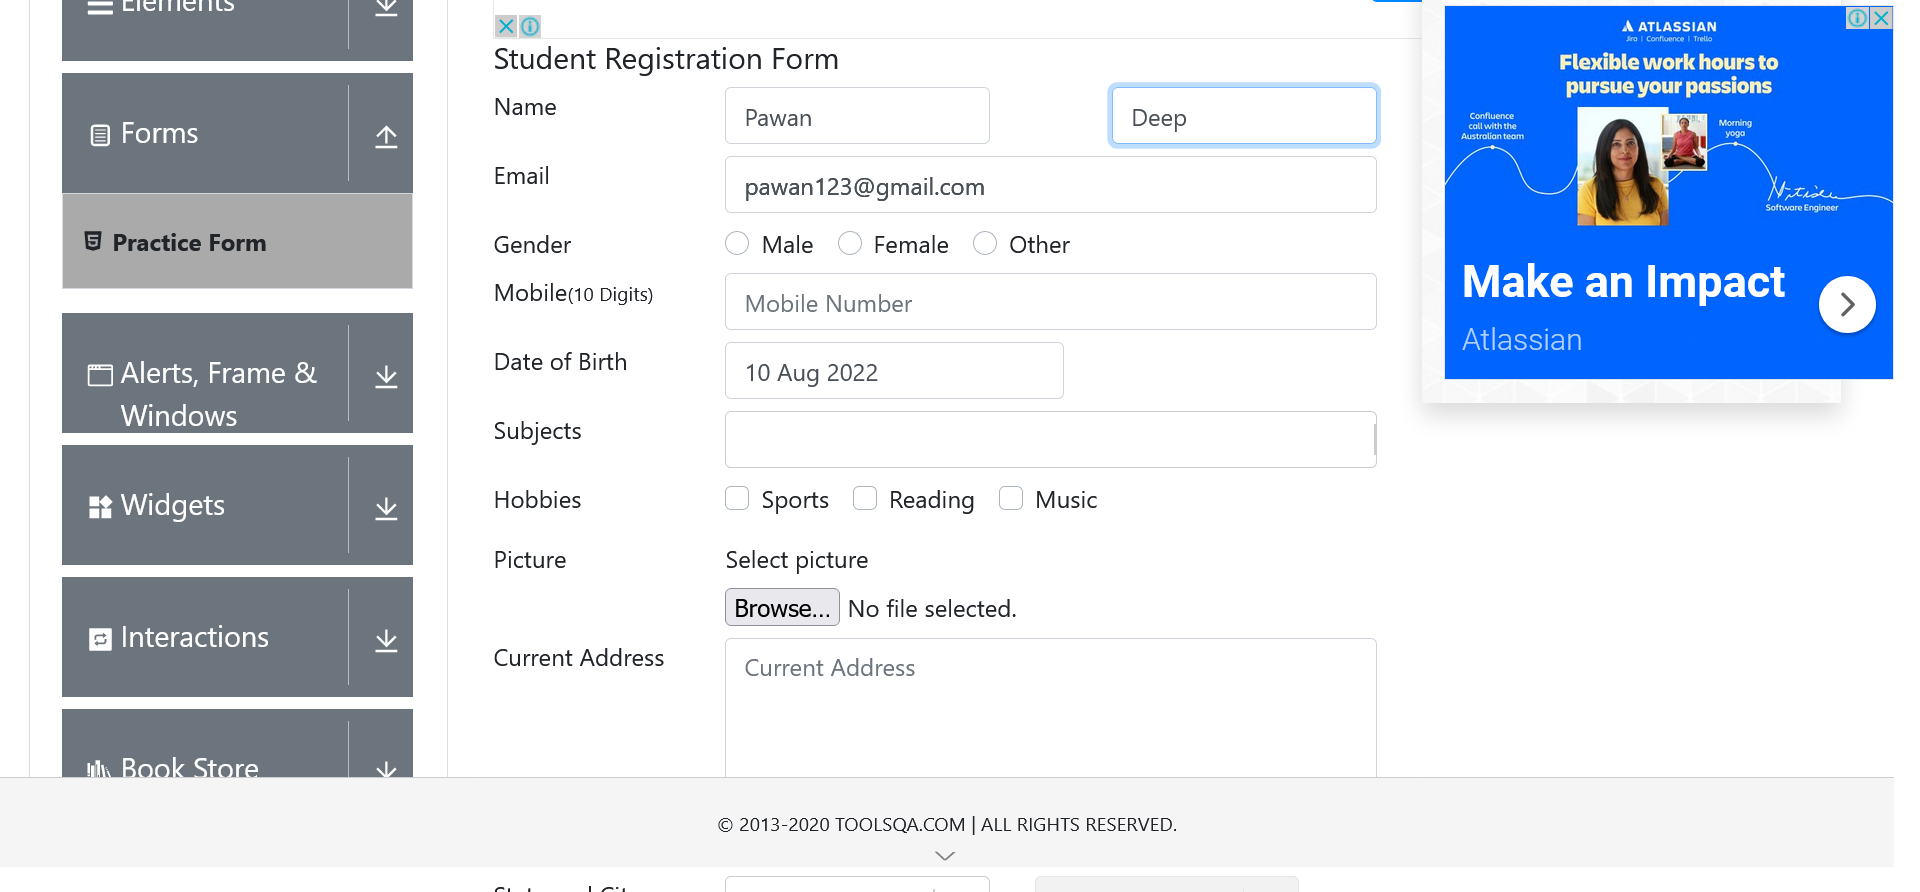 Elements
Forms
Practice Form
Alerts, Frame &
Windows
Widgets
Interactions
Book Store
Student Registration Form
Name
Pawan
Deep
Email
pawan123@gmail.com
Gender
Male
Female
Other
Mobile(10 Digits)
Mobile Number
Date of Birth
10 Aug 2022
Subjects
Hobbies
Sports
Reading
Music
Picture
Select picture
Browse...
No file selected.
Current Address
Current Address
ATLASSIAN
Jira | Confluence | Trello
Flexible work hours to
pursue your passions
Confluence
call with the
Australian team
Morning
yoga
Software Engineer
Make an Impact
Atlassian
© 2013-2020 TOOLSQA.COM | ALL RIGHTS RESERVED.